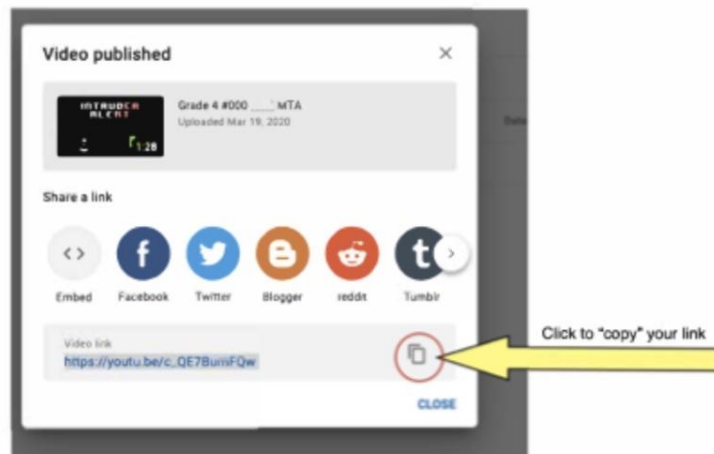 Video published
INTRUDER
ALERT
1:28
Grade 4 #000 ____ MTA
Uploaded Mar 19, 2020
Share a link
Embed
Facebook
Twitter
Blogger
reddit
Tumblr
Video link
https://youtu.be/c_QE7BumFQw
Click to "copy" your link
CLOSE